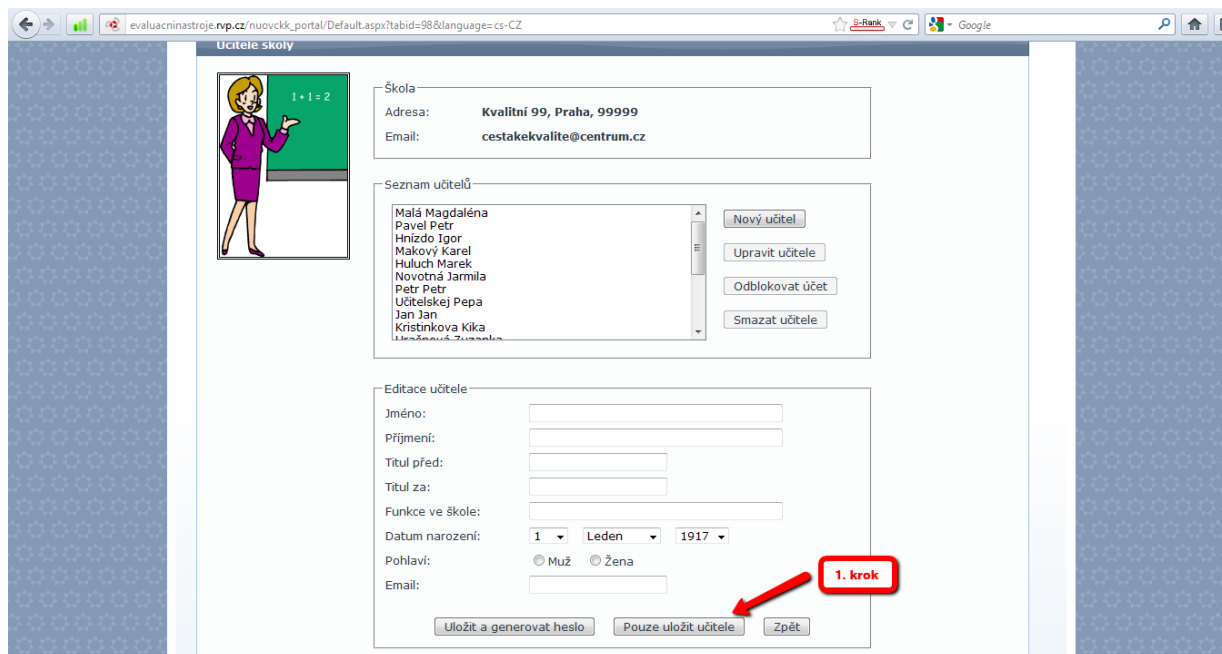 evaluacninastroje.rvp.cz/nuovckk_portal/Default.aspx?tabid=98&language=cs-CZ
S-Rank
Google
Učitelé školy
1 + 1 = 2
Škola
Adresa: Kvalitní 99, Praha, 99999
Email: cestakekvalite@centrum.cz
Seznam učitelů
Malá Magdaléna
Pavel Petr
Hnízdo Igor
Makový Karel
Huluch Marek
Novotná Jarmila
Petr Petr
Učitelskej Pepa
Jan Jan
Kristinkova Kika
Nový učitel
Upravit učitele
Odblokovat účet
Smazat učitele
Editace učitele
Jméno:
Příjmení:
Titul před:
Titul za:
Funkce ve škole:
Datum narození: 1 Leden 1917
Pohlaví: Muž Žena
Email:
1. krok
Uložit a generovat heslo Pouze uložit učitele Zpět